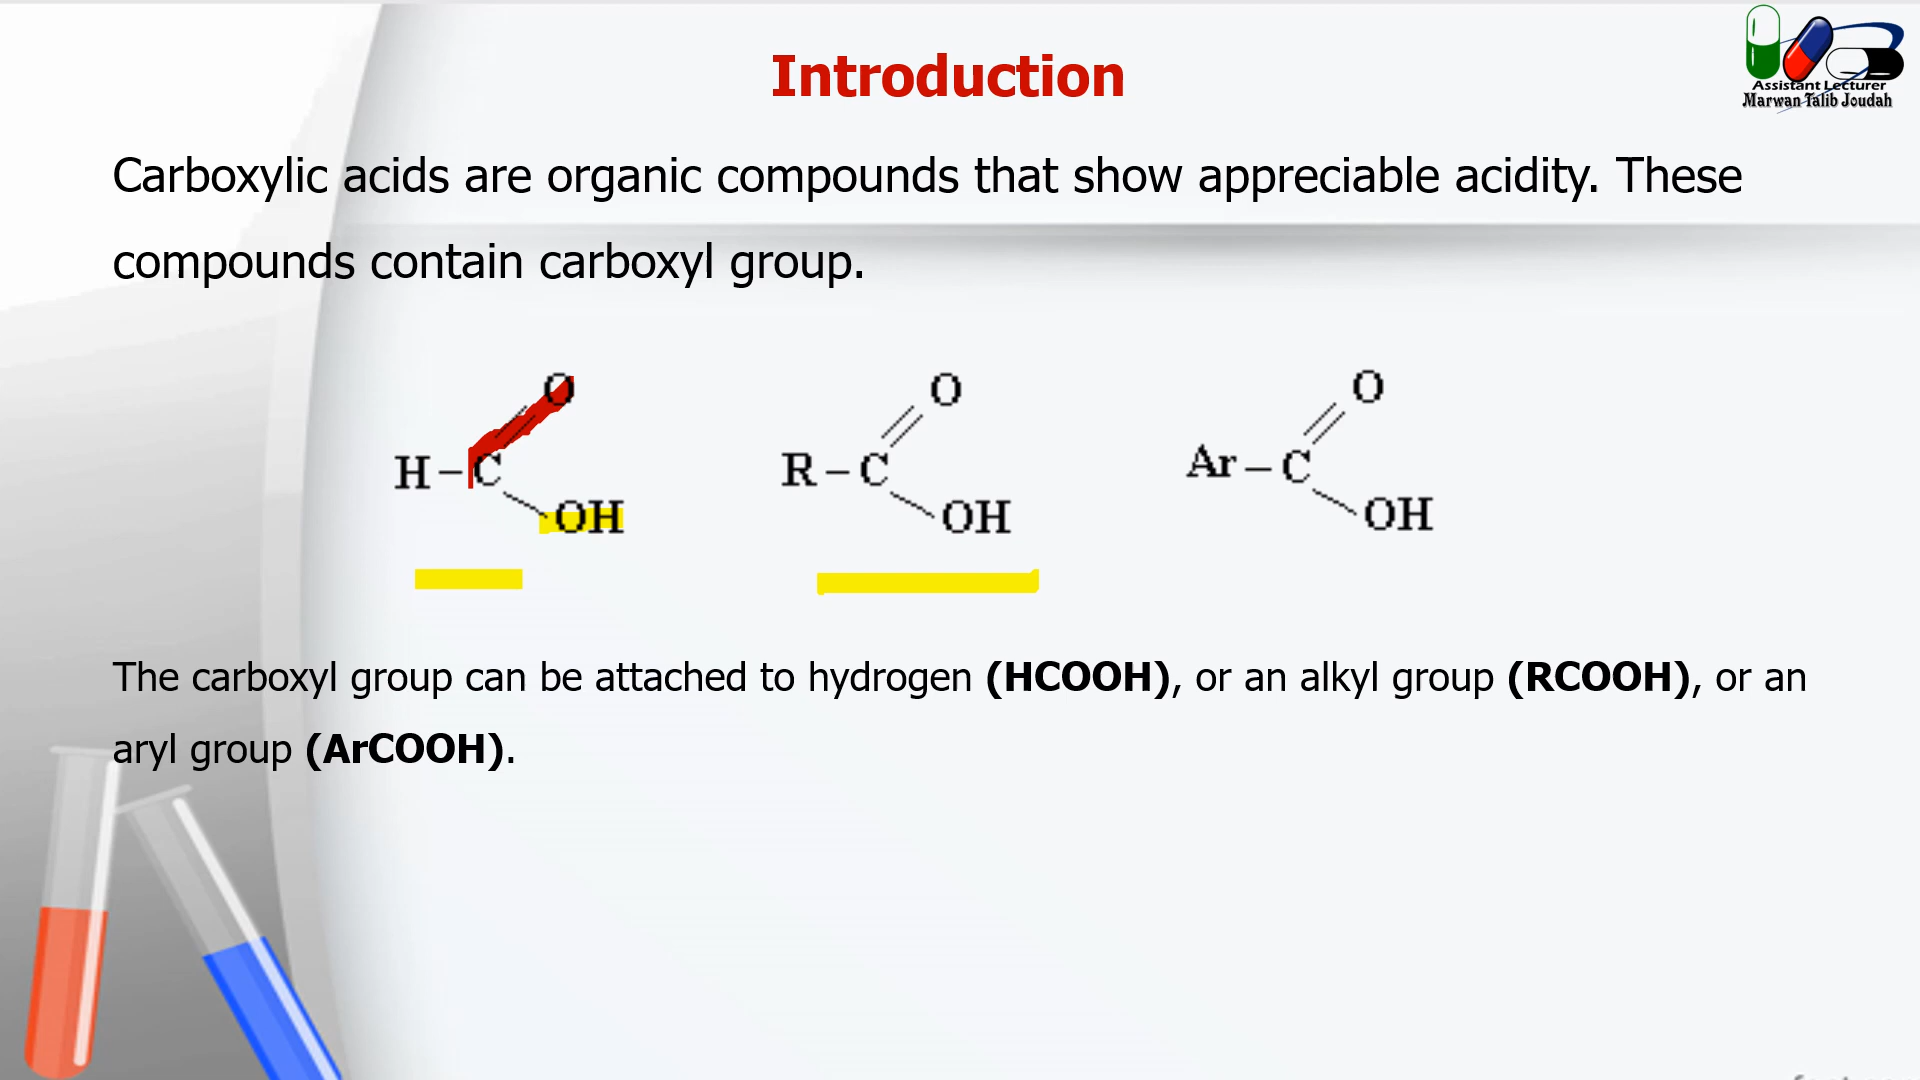 Introduction
Assistant Lecturer
Marwan Talib Joudah
Carboxylic acids are organic compounds that show appreciable acidity. These
compounds contain carboxyl group.
O
H – C
OH
O
R – C
OH
O
Ar – C
OH
The carboxyl group can be attached to hydrogen (HCOOH), or an alkyl group (RCOOH), or an
aryl group (ArCOOH).